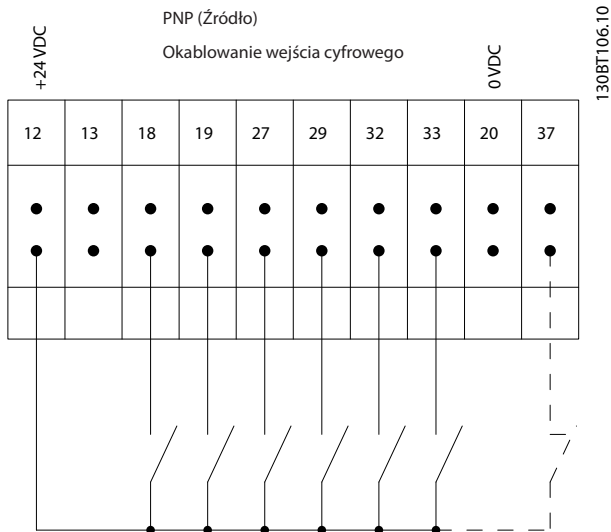 PNP (Źródło)
Okablowanie wejścia cyfrowego
+24 VDC
0 VDC
130BT106.10
12 13 18 19 27 29 32 33 20 37